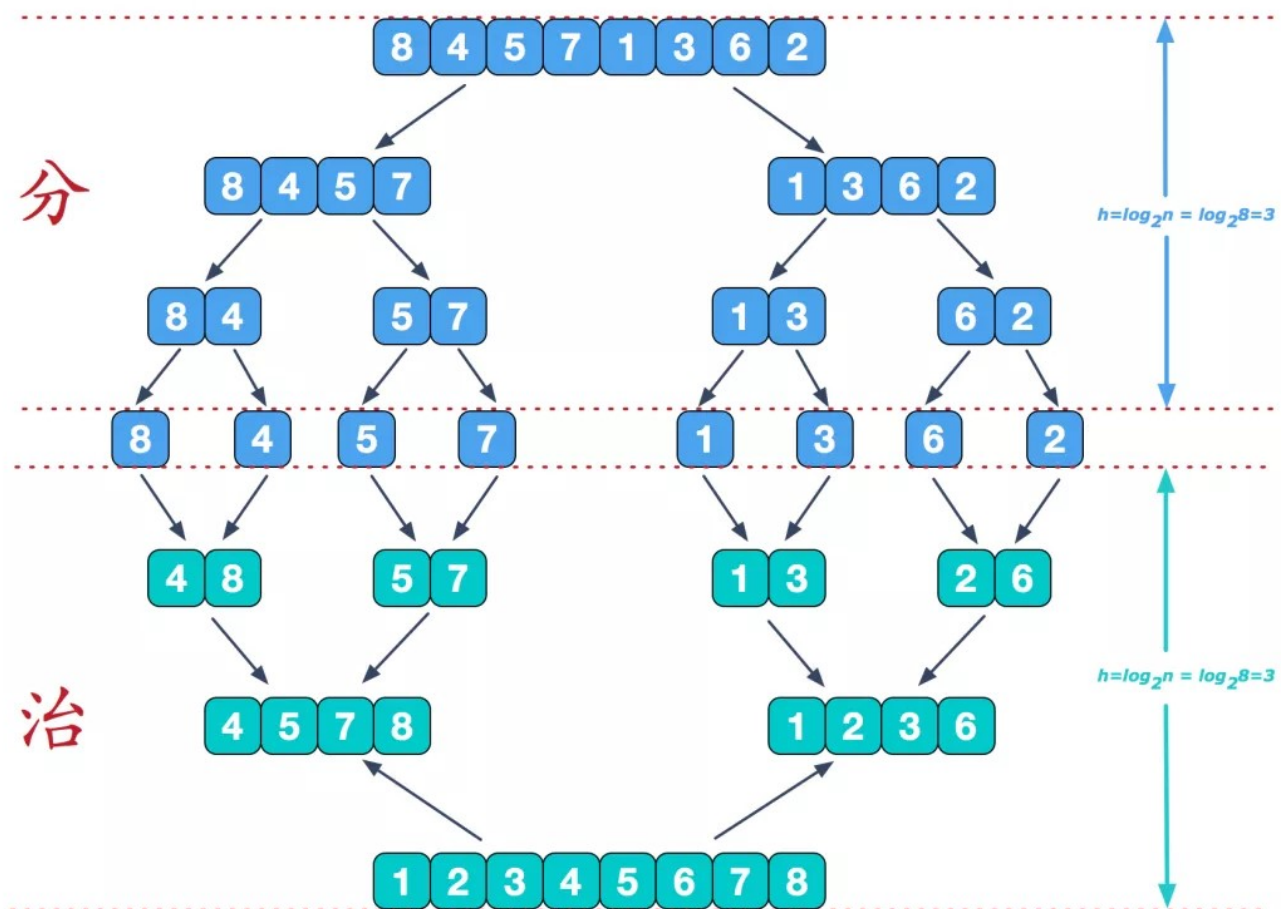 8 4 5 7 1 3 6 2
分
8 4 5 7
1 3 6 2
h=log₂n = log₂8=3
8 4
5 7
1 3
6 2
8
4
5
7
1
3
6
2
4 8
5 7
1 3
2 6
治
4 5 7 8
1 2 3 6
h=log₂n = log₂8=3
1 2 3 4 5 6 7 8